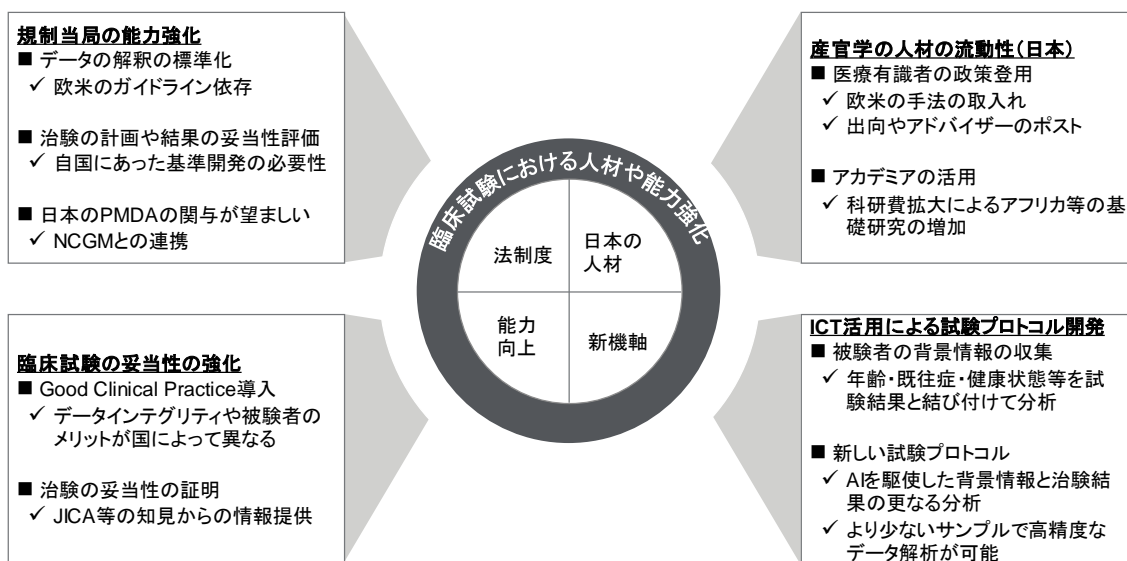 規制当局の能力強化
■ データの解釈の標準化
✓ 欧米のガイドライン依存
■ 治験の計画や結果の妥当性評価
✓ 自国にあった基準開発の必要性
■ 日本のPMDAの関与が望ましい
✓ NCGMとの連携
産官学の人材の流動性(日本)
■ 医療有識者の政策登用
✓ 欧米の手法の取入れ
✓ 出向やアドバイザーのポスト
■ アカデミアの活用
✓ 科研費拡大によるアフリカ等の基
礎研究の増加
臨床試験における人材や能力強化
法制度
日本の
人材
能力
向上
新機軸
臨床試験の妥当性の強化
■ Good Clinical Practice導入
✓ データインテグリティや被験者の
メリットが国によって異なる
■ 治験の妥当性の証明
✓ JICA等の知見からの情報提供
ICT活用による試験プロトコル開発
■ 被験者の背景情報の収集
✓ 年齢・既往症・健康状態等を試
験結果と結び付けて分析
■ 新しい試験プロトコル
✓ AIを駆使した背景情報と治験結
果の更なる分析
✓ より少ないサンプルで高精度な
データ解析が可能